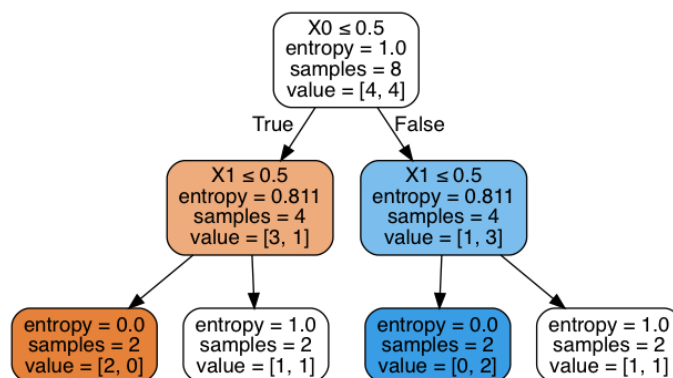 X0 ≤ 0.5
entropy = 1.0
samples = 8
value = [4, 4]
True
False
X1 ≤ 0.5
entropy = 0.811
samples = 4
value = [3, 1]
X1 ≤ 0.5
entropy = 0.811
samples = 4
value = [1, 3]
entropy = 0.0
samples = 2
value = [2, 0]
entropy = 1.0
samples = 2
value = [1, 1]
entropy = 0.0
samples = 2
value = [0, 2]
entropy = 1.0
samples = 2
value = [1, 1]